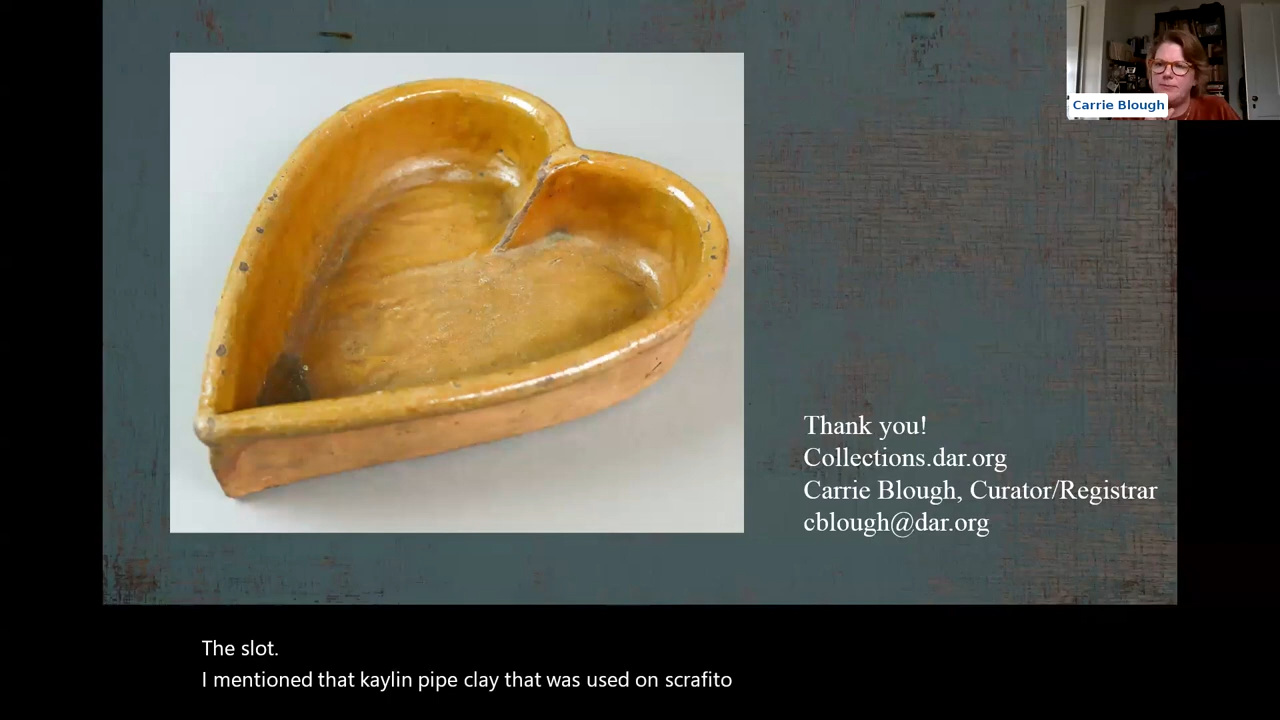 Carrie Blough
Thank you!
Collections.dar.org
Carrie Blough, Curator/Registrar
cblough@dar.org
The slot.
I mentioned that kaylin pipe clay that was used on scrafito